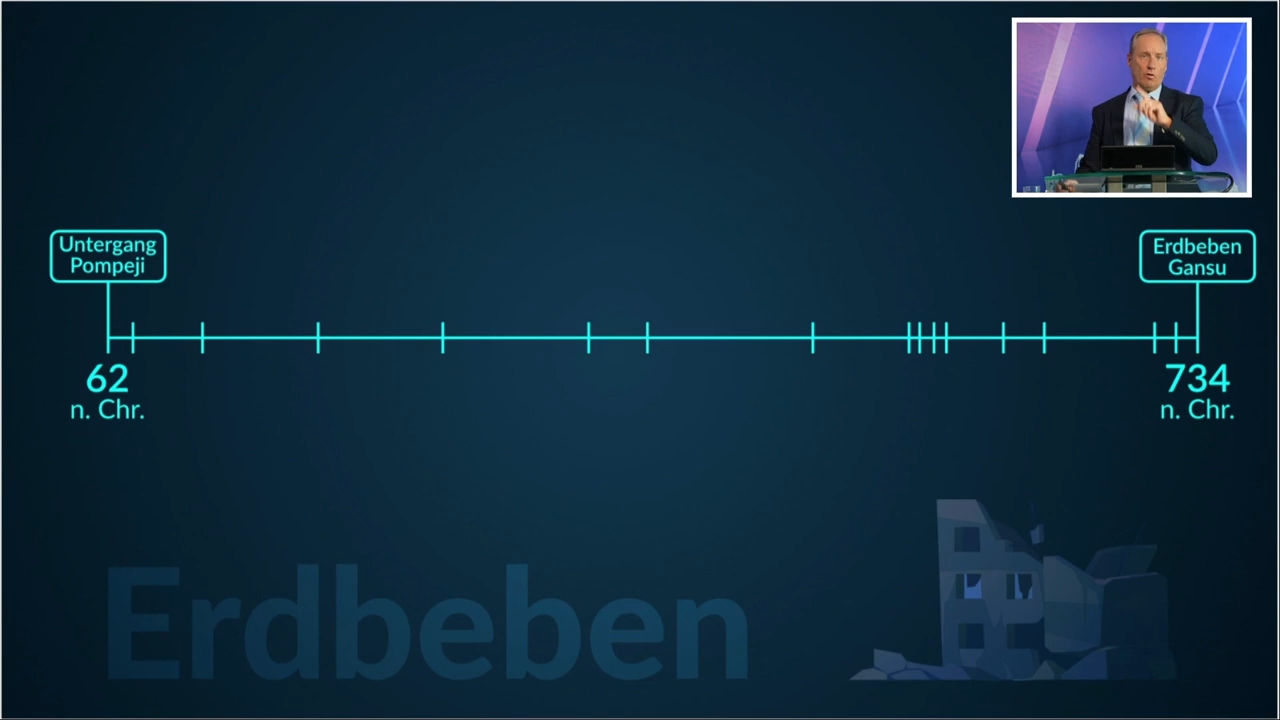 Untergang
Pompeji
Erdbeben
Gansu
62
n. Chr.
734
n. Chr.
Erdbeben